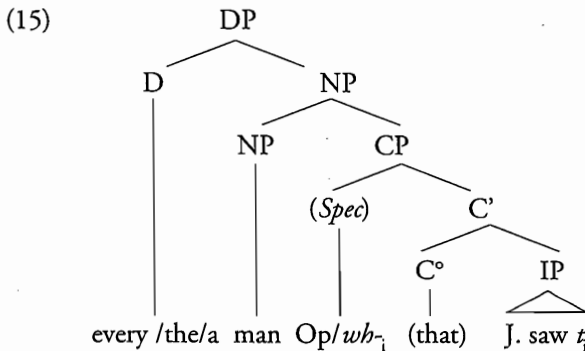 (15) DP
D NP
NP CP
(Spec) C'
C° IP
every /the/a man Op/wh-i (that) J. saw ti